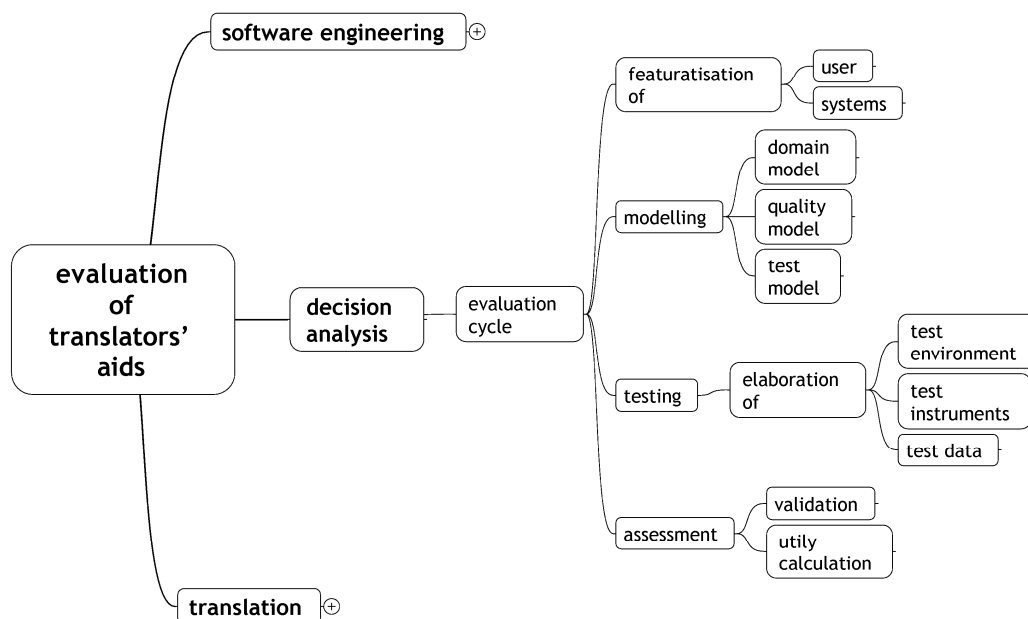 software engineering
evaluation
of
translators’
aids
decision
analysis
evaluation
cycle
featuratisation
of
user
systems
modelling
domain
model
quality
model
test
model
testing
elaboration
of
test
environment
test
instruments
test data
assessment
validation
utily
calculation
translation